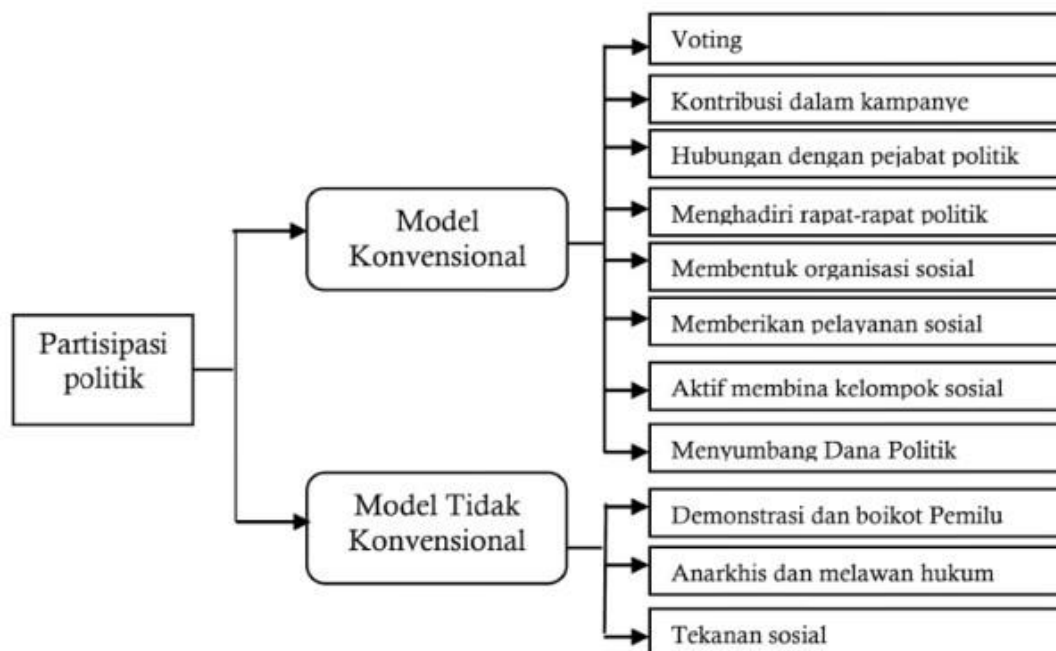 Partisipasi
politik
Model
Konvensional
Voting
Kontribusi dalam kampanye
Hubungan dengan pejabat politik
Menghadiri rapat-rapat politik
Membentuk organisasi sosial
Memberikan pelayanan sosial
Aktif membina kelompok sosial
Menyumbang Dana Politik
Model Tidak
Konvensional
Demonstrasi dan boikot Pemilu
Anarkhis dan melawan hukum
Tekanan sosial